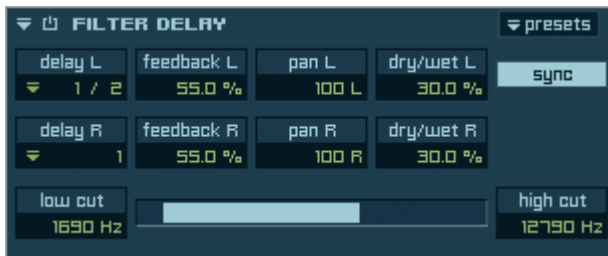 FILTER DELAY presets
delay L feedback L pan L dry/wet L sync
1 / 2 55.0 % 100 L 30.0 %
delay R feedback R pan R dry/wet R
1 55.0 % 100 R 30.0 %
low cut high cut
1690 Hz 12790 Hz